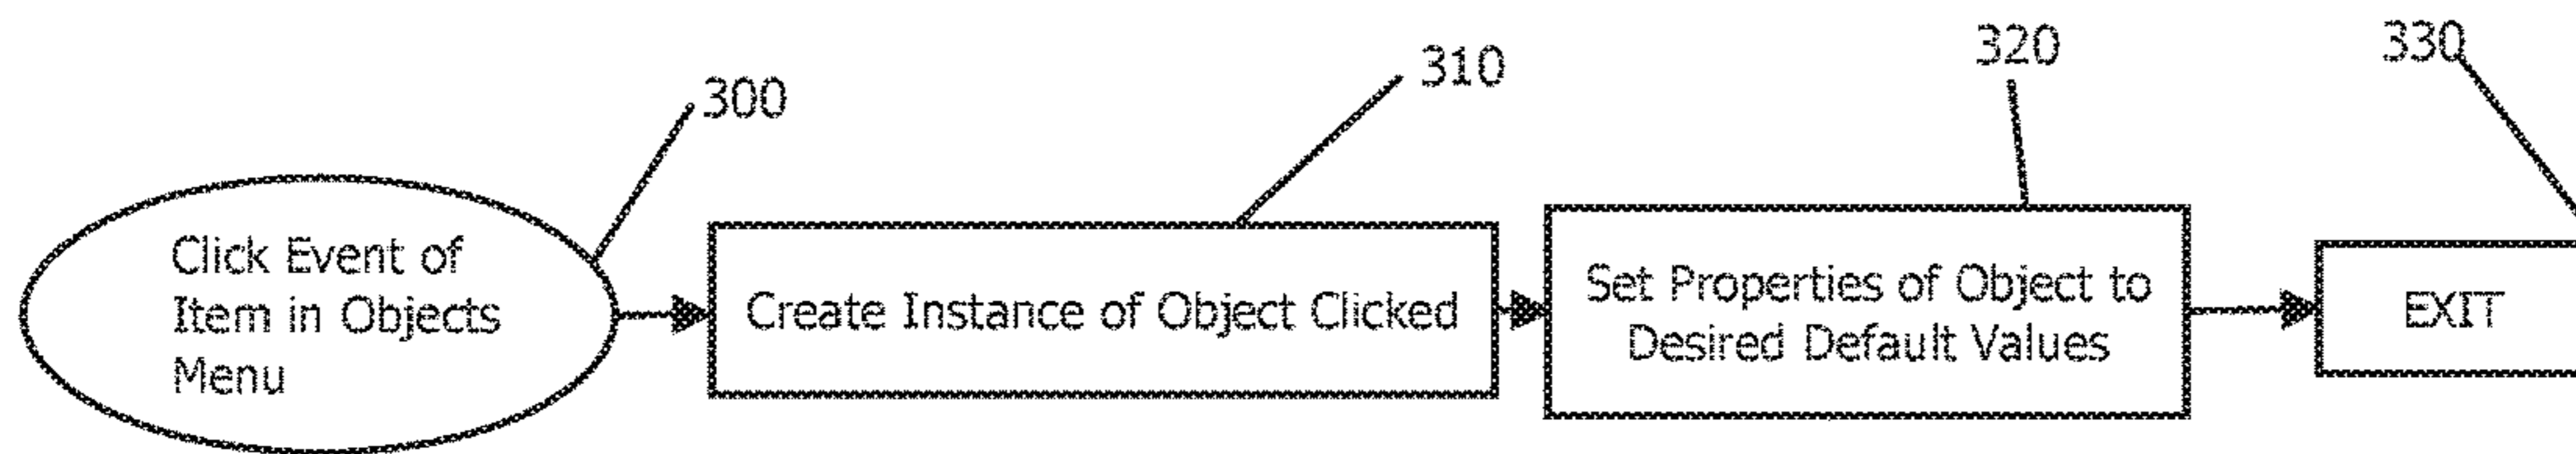 300
310
320
330
Click Event of
Item in Objects
Menu
Create Instance of Object Clicked
Set Properties of Object to
Desired Default Values
EXIT